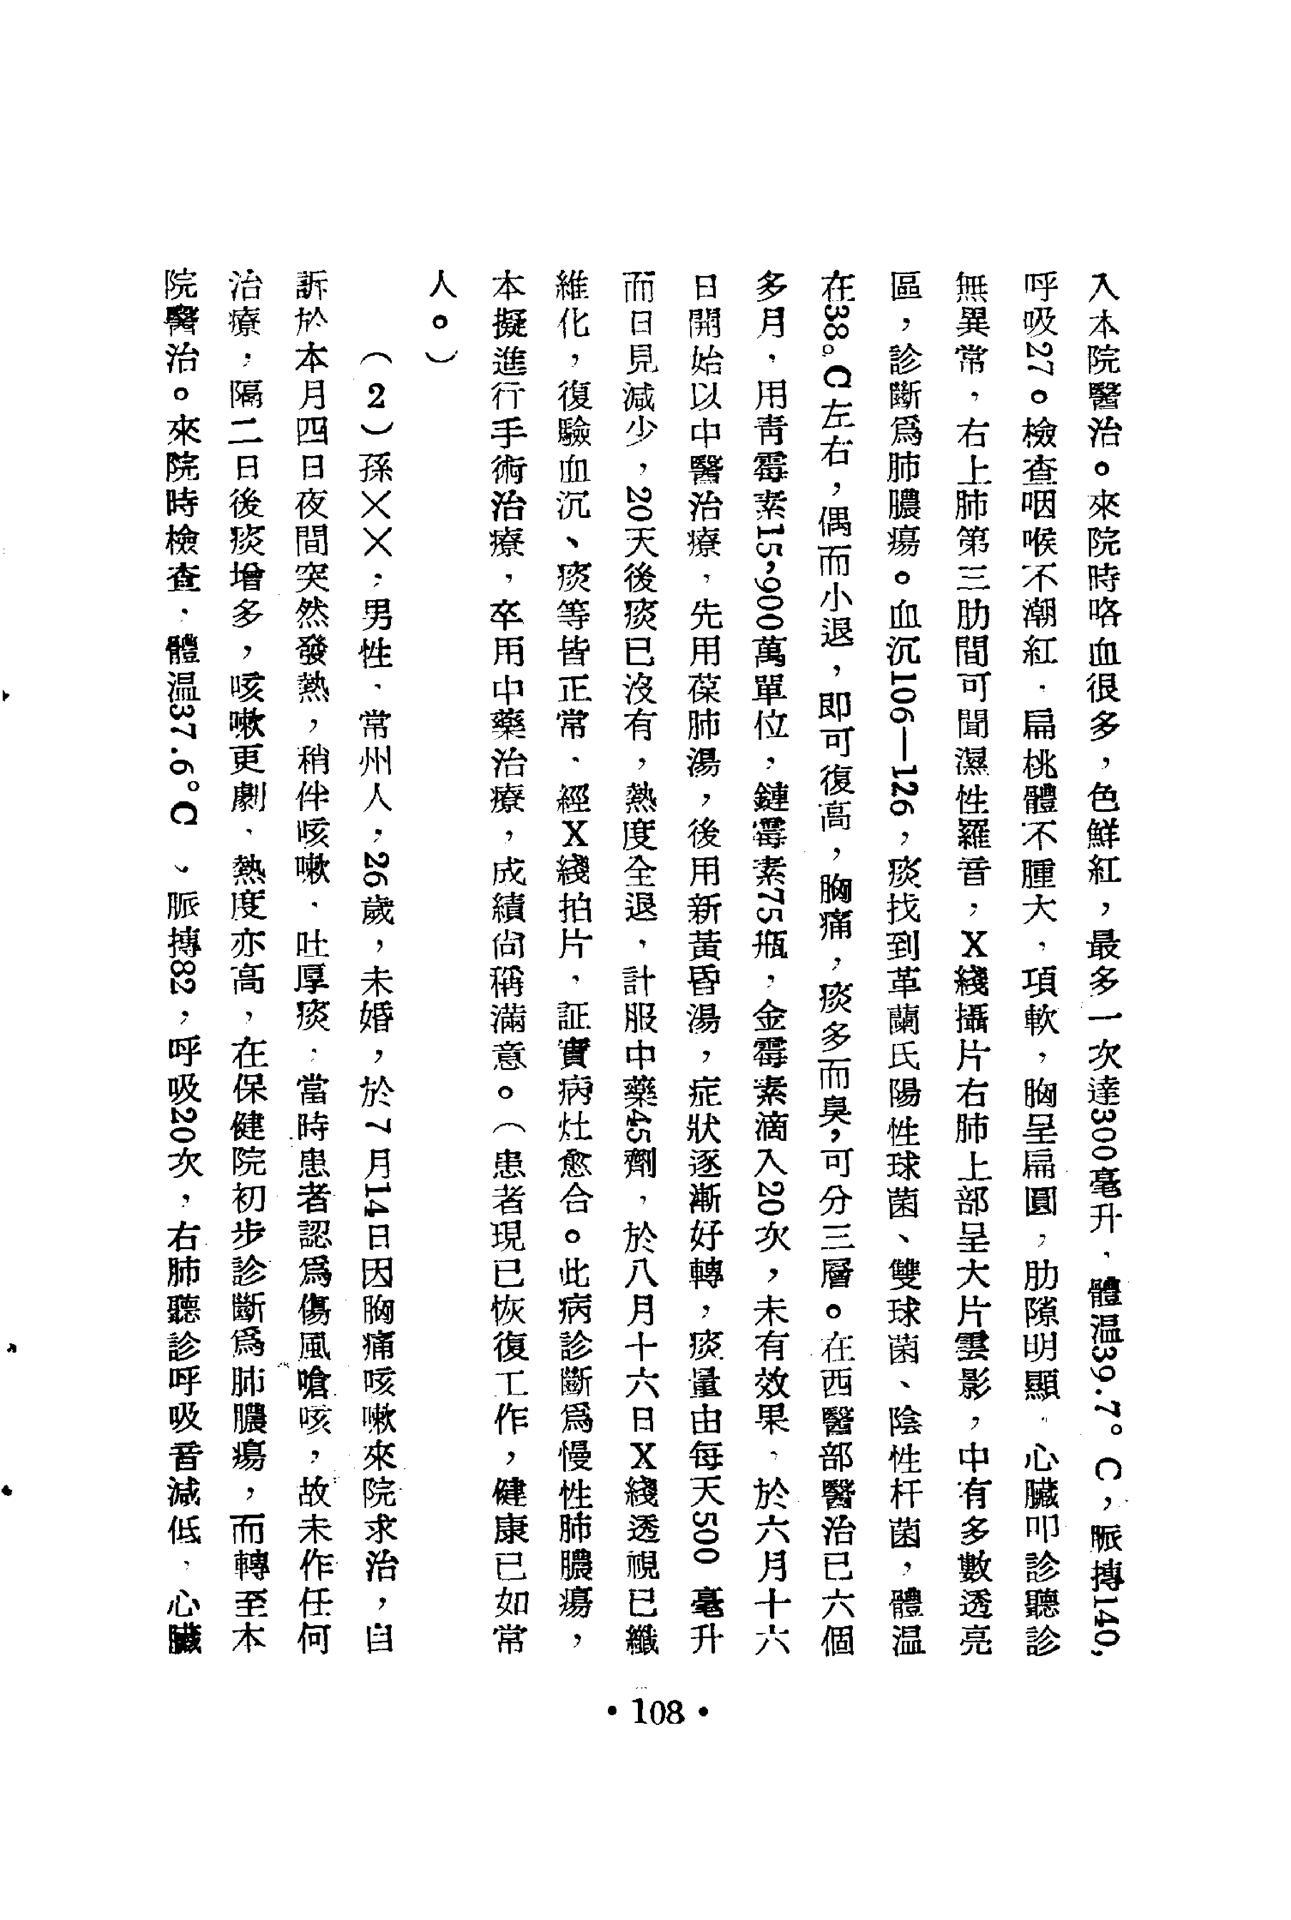 入本院醫治。來院時咯血很多，色鮮紅，最多一次達300毫升，體温39.7°C，脈搏140，
呼吸27。檢查咽喉不潮紅，扁桃體不腫大，項軟，胸呈扁圓，肋隙明顯，心臟叩診聽診
無異常，右上肺第三肋間可聞濕性羅音，X綫攝片右肺上部呈大片雲影，中有多數透亮
區，診斷爲肺膿瘍。血沉106—126，痰找到革蘭氏陽性球菌、雙球菌、陰性杆菌，體温
在38°C左右，偶而小退，即可復高，胸痛，痰多而臭，可分三層。在西醫部醫治已六個
多月，用靑霉素15,900萬單位，鏈霉素75瓶，金霉素滴入20次，未有效果，於六月十六
日開始以中醫治療，先用葆肺湯，後用新黃昏湯，症狀逐漸好轉，痰量由每天500毫升
而日見減少，20天後痰已沒有，熱度全退，計服中藥45劑，於八月十六日X綫透視已纖
維化，復驗血沉、痰等皆正常，經X綫拍片，証實病灶愈合。此病診斷爲慢性肺膿瘍，
本擬進行手術治療，卒用中藥治療，成績尙稱滿意。（患者現已恢復工作，健康已如常
人。）
（2）孫××，男性，常州人，26歲，未婚，於7月14日因胸痛咳嗽來院求治，自
訴於本月四日夜間突然發熱，稍伴咳嗽，吐厚痰，當時患者認爲傷風嗆咳，故未作任何
治療，隔二日後痰增多，咳嗽更劇，熱度亦高，在保健院初步診斷爲肺膿瘍，而轉至本
院醫治。來院時檢查，體温37.6°C、脈搏82，呼吸20次，右肺聽診呼吸音減低，心臟
• 108 •